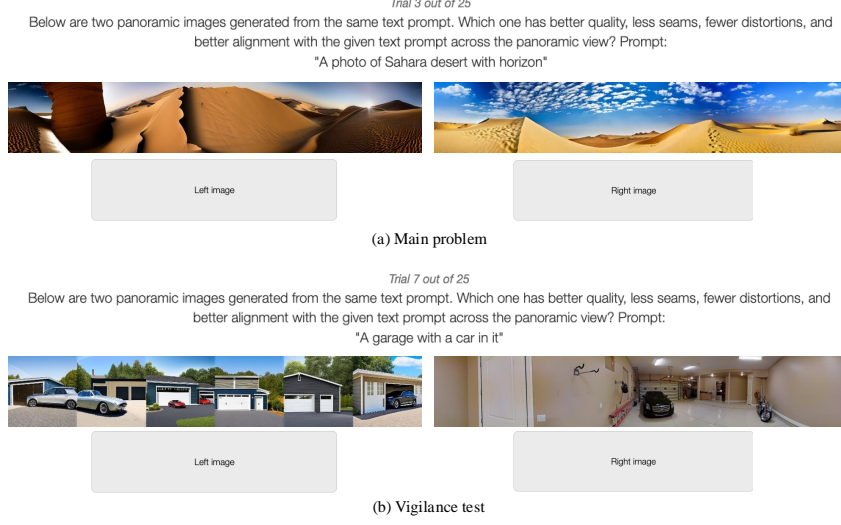 Trial 3 out of 25
Below are two panoramic images generated from the same text prompt. Which one has better quality, less seams, fewer distortions, and
better alignment with the given text prompt across the panoramic view? Prompt:
"A photo of Sahara desert with horizon"
Left image
Right image
(a) Main problem
Trial 7 out of 25
Below are two panoramic images generated from the same text prompt. Which one has better quality, less seams, fewer distortions, and
better alignment with the given text prompt across the panoramic view? Prompt:
"A garage with a car in it"
Left image
Right image
(b) Vigilance test